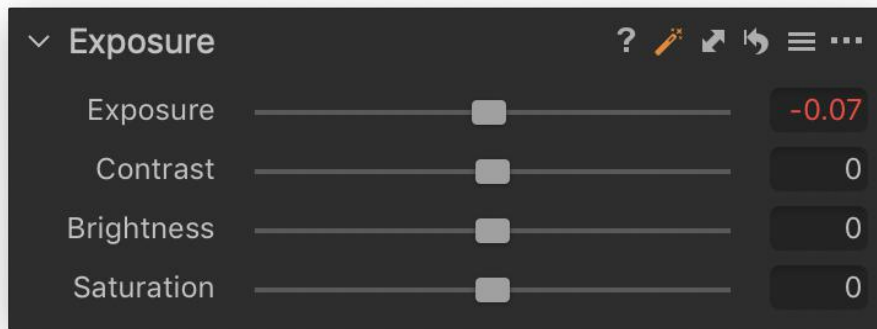 Exposure ?
Exposure -0.07
Contrast 0
Brightness 0
Saturation 0